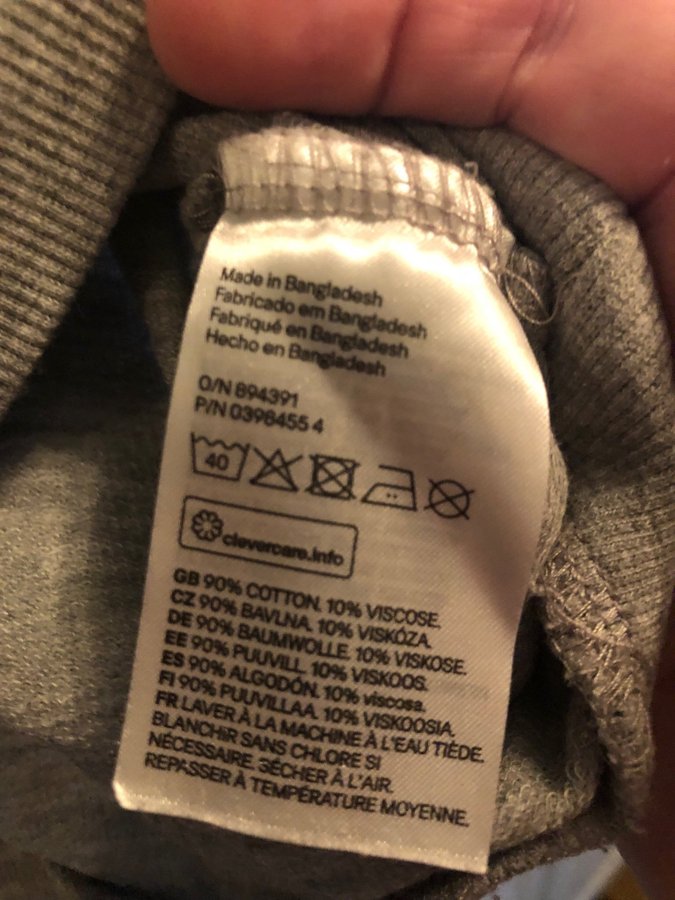 Made in Bangladesh
Fabricado em Bangladesh
Fabriqué en Bangladesh
Hecho en Bangladesh
O/N 894391
P/N 0398455 4
40
clevercare.info
GB 90% COTTON. 10% VISCOSE.
CZ 90% BAVLNA. 10% VISKÓZA.
DE 90% BAUMWOLLE. 10% VISKOSE.
EE 90% PUUVILL. 10% VISKOOS.
ES 90% ALGODÓN. 10% viscosa.
FI 90% PUUVILLAA. 10% VISKOOSIA.
FR LAVER À LA MACHINE À L'EAU TIÈDE.
BLANCHIR SANS CHLORE SI
NÉCESSAIRE. SÉCHER À L'AIR.
REPASSER À TEMPÉRATURE MOYENNE.